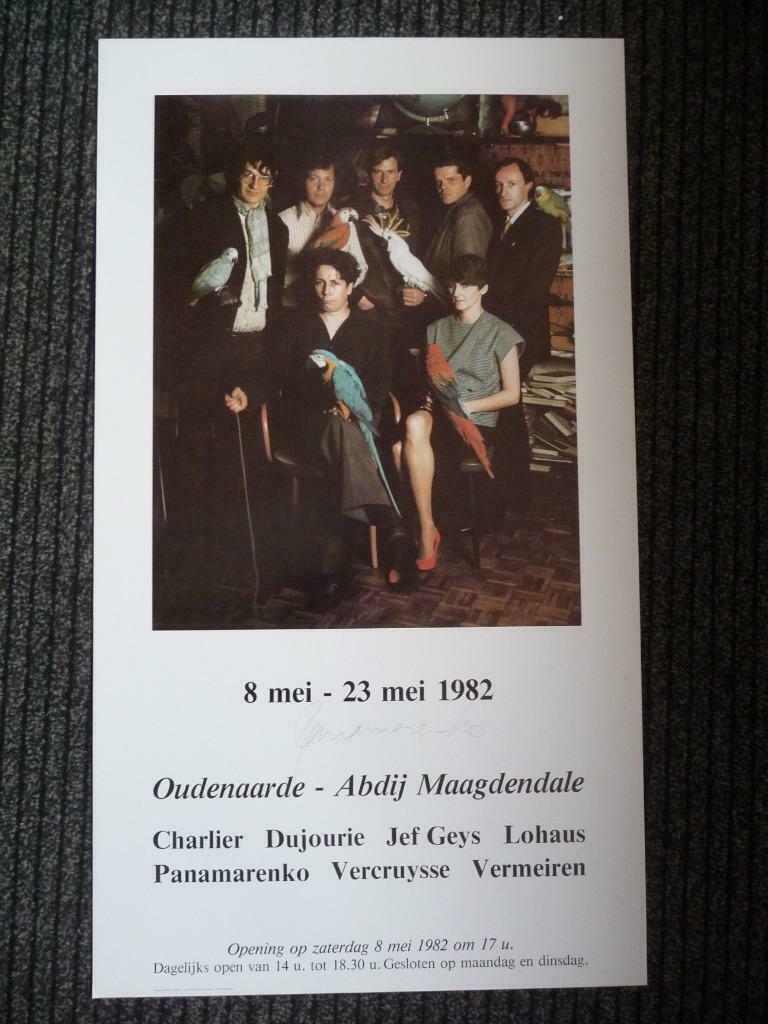 8 mei - 23 mei 1982
Panamarenko
Oudenaarde - Abdij Maagdendale
Charlier Dujourie Jef Geys Lohaus
Panamarenko Vercruysse Vermeiren
Opening op zaterdag 8 mei 1982 om 17 u.
Dagelijks open van 14 u. tot 18.30 u. Gesloten op maandag en dinsdag.